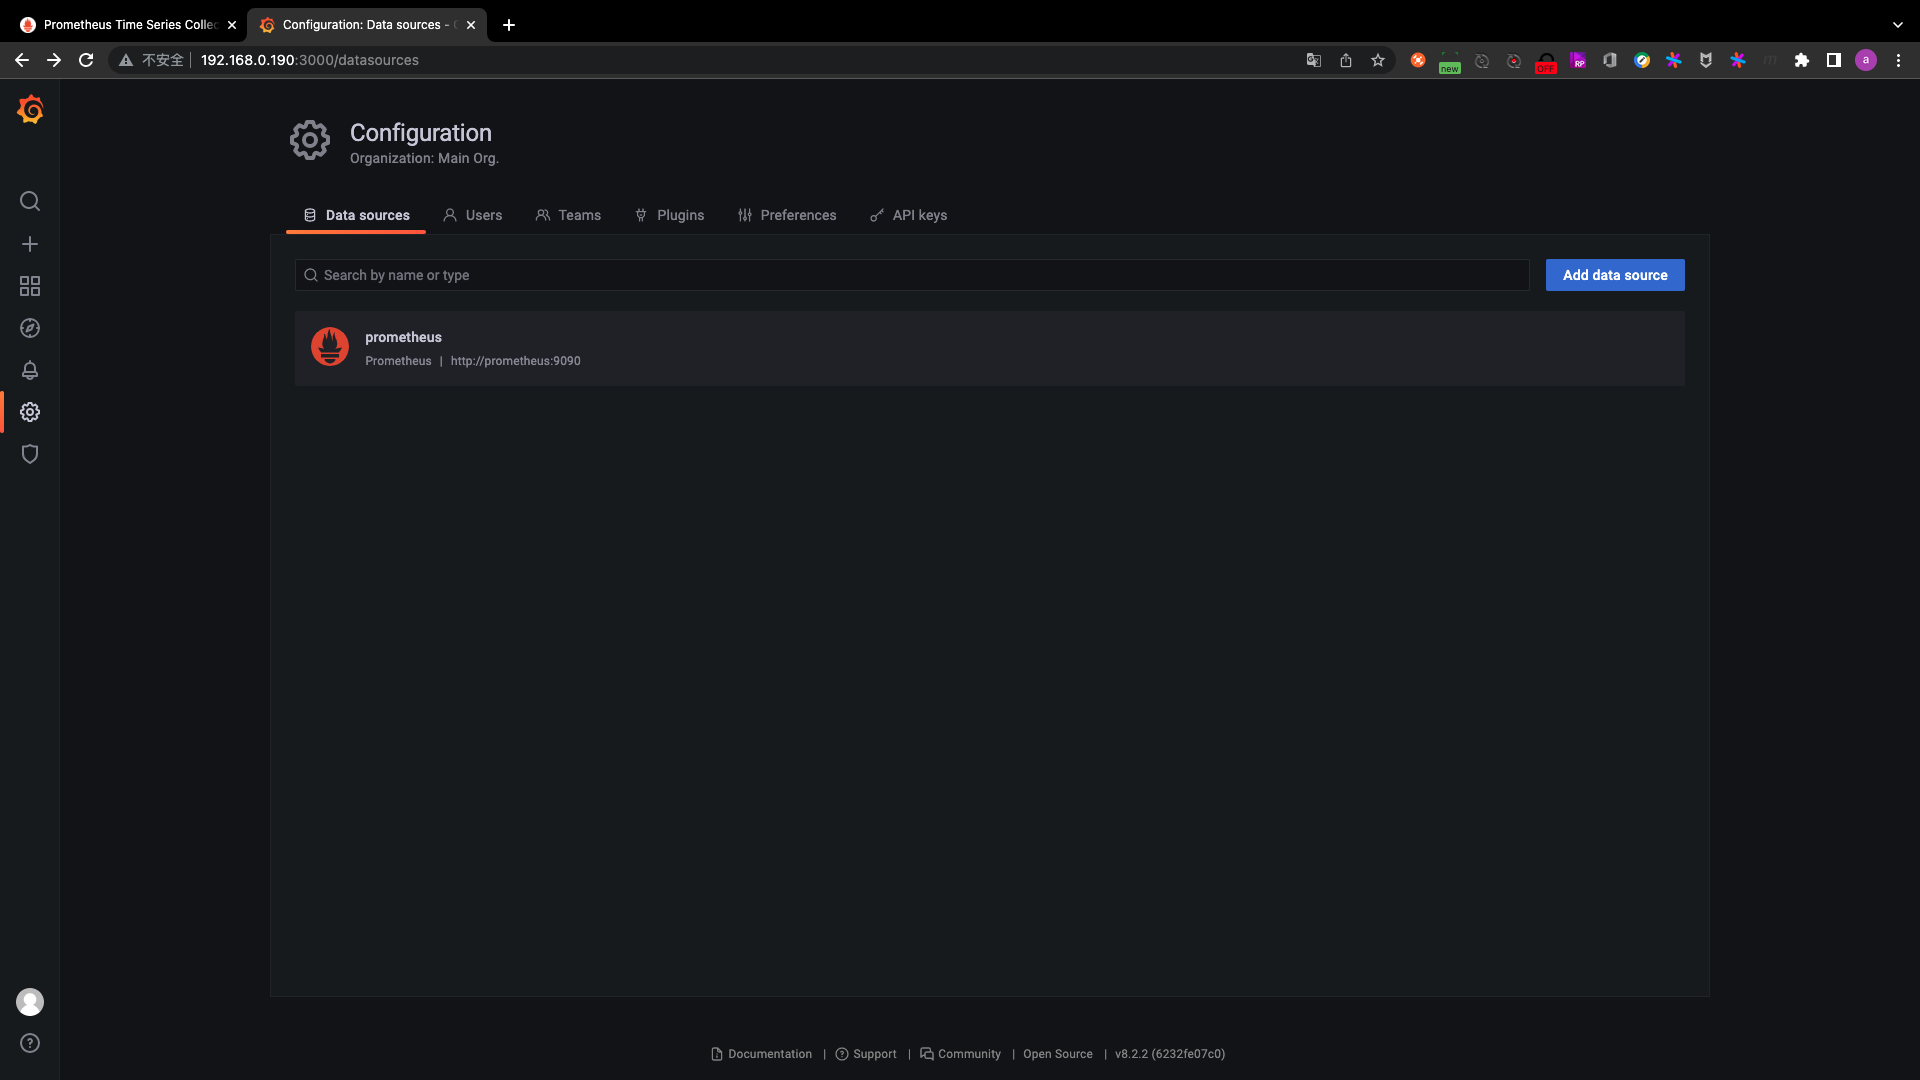 Prometheus Time Series Collec
Configuration: Data sources -
不安全 | 192.168.0.190:3000/datasources
new
OFF
RP
a
Configuration
Organization: Main Org.
Data sources
Users
Teams
Plugins
Preferences
API keys
Search by name or type
Add data source
prometheus
Prometheus | http://prometheus:9090
Documentation | Support | Community | Open Source | v8.2.2 (6232fe07c0)